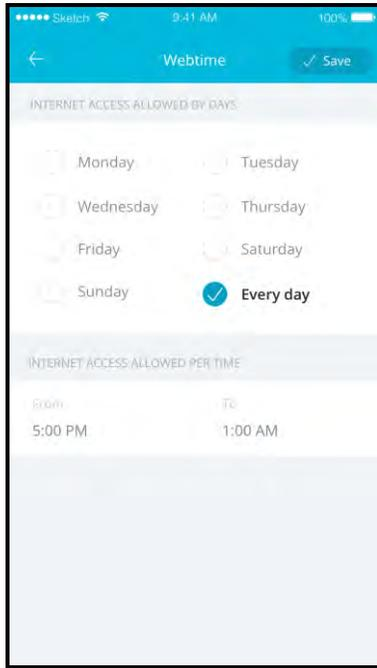 Sketch 9:41 AM 100%
Webtime Save
INTERNET ACCESS ALLOWED BY DAYS
Monday Tuesday
Wednesday Thursday
Friday Saturday
Sunday Every day
INTERNET ACCESS ALLOWED PER TIME
From To
5:00 PM 1:00 AM